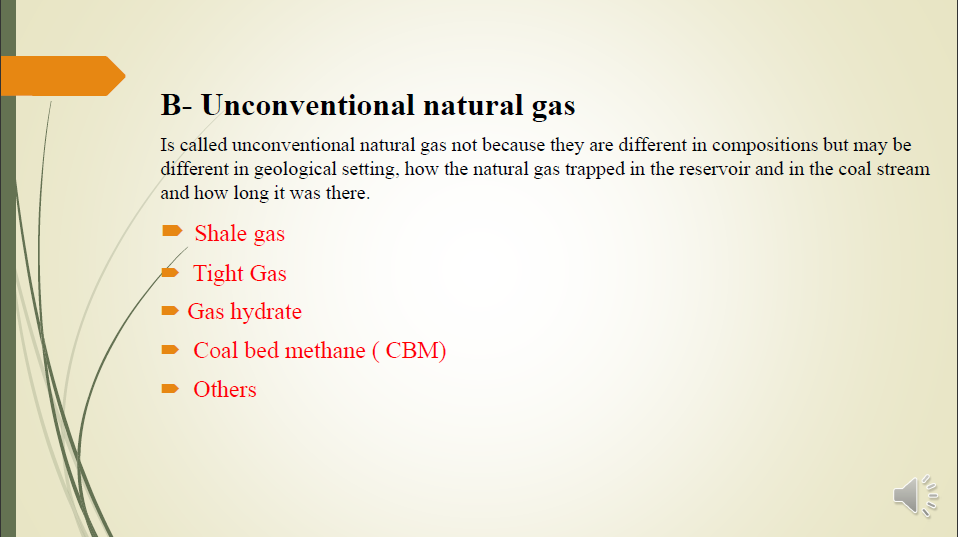 B- Unconventional natural gas
Is called unconventional natural gas not because they are different in compositions but may be
different in geological setting, how the natural gas trapped in the reservoir and in the coal stream
and how long it was there.
Shale gas
Tight Gas
Gas hydrate
Coal bed methane ( CBM)
Others